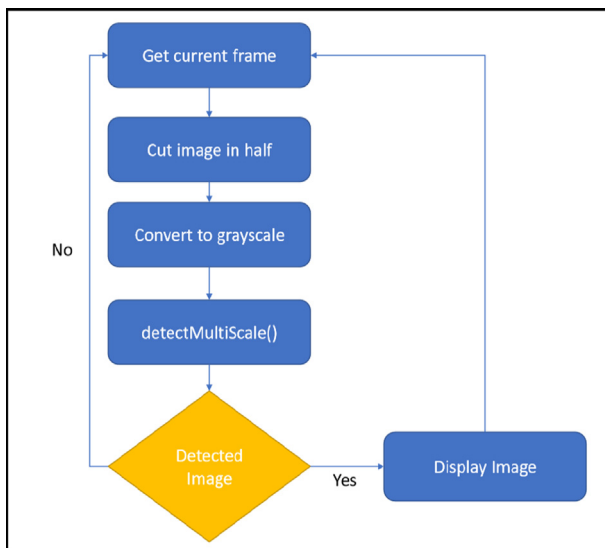 Get current frame
Cut image in half
Convert to grayscale
No
detectMultiScale()
Detected
Image
Yes
Display Image